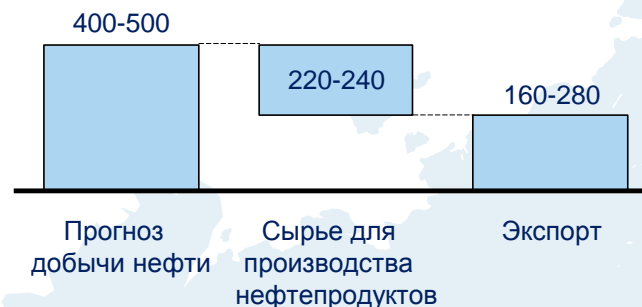 400-500
220-240
160-280
Прогноз
добычи нефти
Сырье для
производства
нефтепродуктов
Экспорт